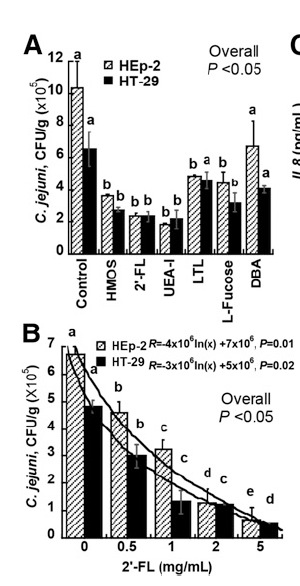 A
C
Overall
P <0.05
HEp-2
HT-29
C. jejuni, CFU/g (x10⁵)
12
10
8
6
4
2
0
a
a
b b
b b
b b
b a
b b
a
a
Control
HMOS
2'-FL
UEA-I
LTL
L-Fucose
DBA
IL8 (pg/mL)
B
HEp-2 R=-4x10⁶ln(x) +7x10⁶, P=0.01
HT-29 R=-3x10⁶ln(x) +5x10⁶, P=0.02
Overall
P <0.05
C. jejuni, CFU/g (X10⁵)
7
6
5
4
3
2
1
0
a
a
b
b
c
c
d
c
e
d
0 0.5 1 2 5
2'-FL (mg/mL)